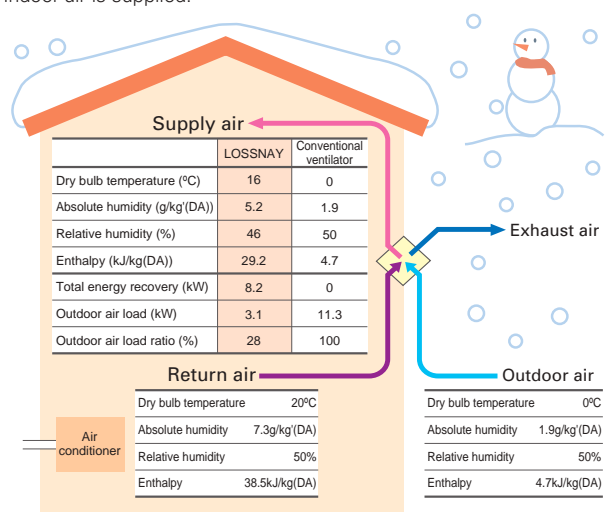 indoor air is supplied.
Supply air
LOSSNAY Conventional ventilator
Dry bulb temperature (ºC) 16 0
Absolute humidity (g/kg'(DA)) 5.2 1.9
Relative humidity (%) 46 50
Enthalpy (kJ/kg(DA)) 29.2 4.7
Total energy recovery (kW) 8.2 0
Outdoor air load (kW) 3.1 11.3
Outdoor air load ratio (%) 28 100
Exhaust air
Return air
Dry bulb temperature 20ºC
Absolute humidity 7.3g/kg'(DA)
Relative humidity 50%
Enthalpy 38.5kJ/kg(DA)
Outdoor air
Dry bulb temperature 0ºC
Absolute humidity 1.9g/kg'(DA)
Relative humidity 50%
Enthalpy 4.7kJ/kg(DA)
Air
conditioner